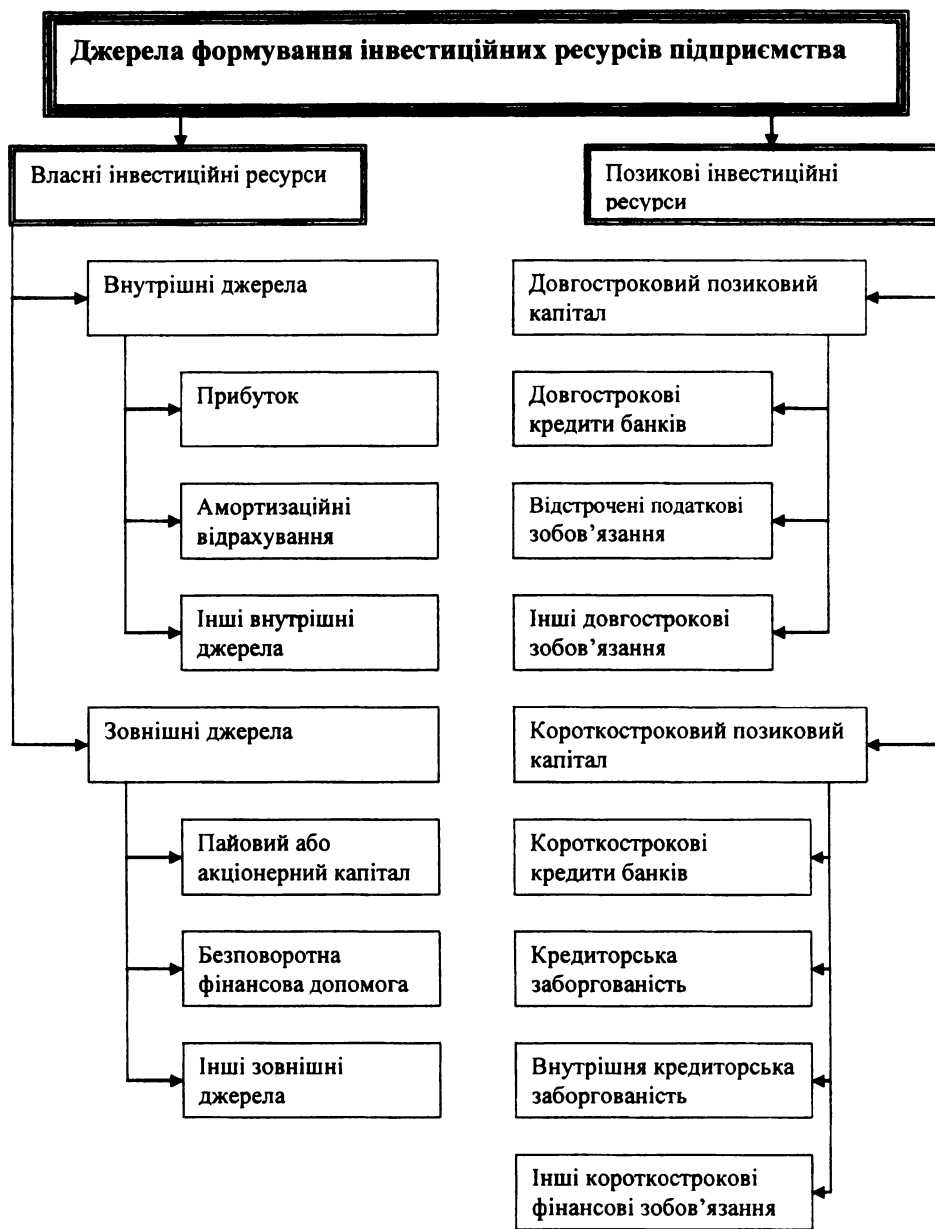 Джерела формування інвестиційних ресурсів підприємства
Власні інвестиційні ресурси
Позикові інвестиційні
ресурси
Внутрішні джерела
Довгостроковий позиковий
капітал
Прибуток
Довгострокові
кредити банків
Амортизаційні
відрахування
Відстрочені податкові
зобов’язання
Інші внутрішні
джерела
Інші довгострокові
зобов’язання
Зовнішні джерела
Короткостроковий позиковий
капітал
Пайовий або
акціонерний капітал
Короткострокові
кредити банків
Безповоротна
фінансова допомога
Кредиторська
заборгованість
Інші зовнішні
джерела
Внутрішня кредиторська
заборгованість
Інші короткострокові
фінансові зобов’язання